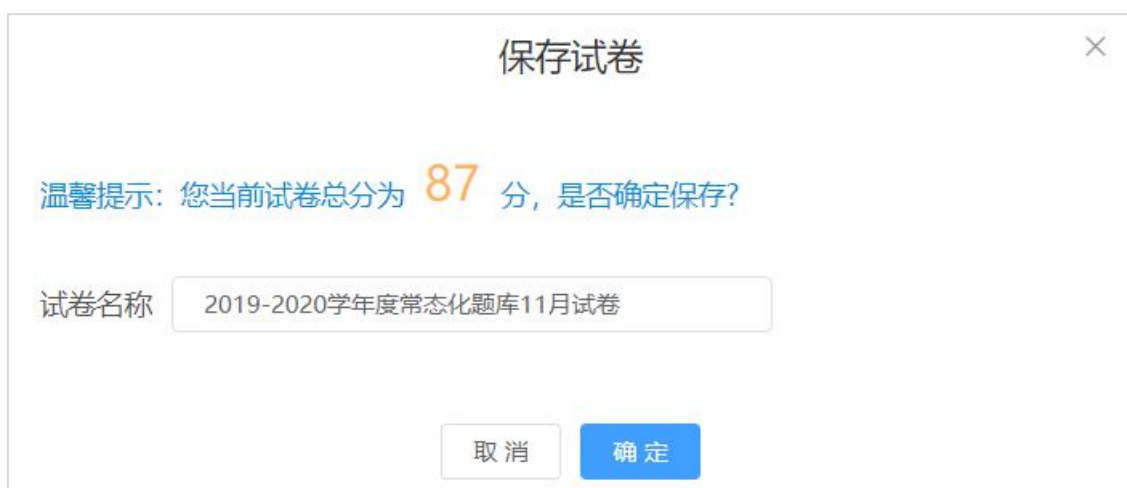 保存试卷
温馨提示：您当前试卷总分为 87 分，是否确定保存?
试卷名称 2019-2020学年度常态化题库11月试卷
取 消 确 定